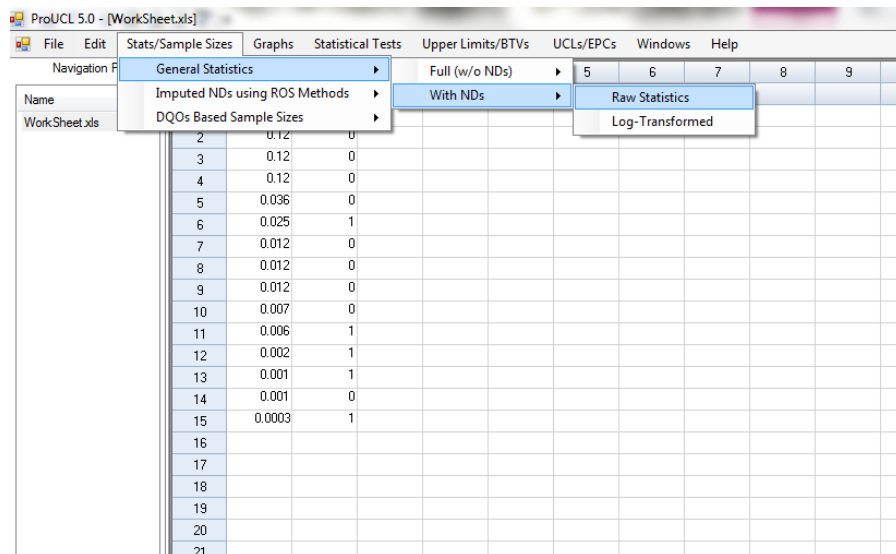 ProUCL 5.0 - [WorkSheet.xls]
File Edit Stats/Sample Sizes Graphs Statistical Tests Upper Limits/BTVs UCLs/EPCs Windows Help
Navigation P General Statistics Full (w/o NDs) 5 6 7 8 9
Name Imputed NDs using ROS Methods With NDs Raw Statistics
WorkSheet.xls DQOs Based Sample Sizes Log-Transformed
2 0.12 0
3 0.12 0
4 0.12 0
5 0.036 0
6 0.025 1
7 0.012 0
8 0.012 0
9 0.012 0
10 0.007 0
11 0.006 1
12 0.002 1
13 0.001 1
14 0.001 0
15 0.0003 1
16
17
18
19
20
21